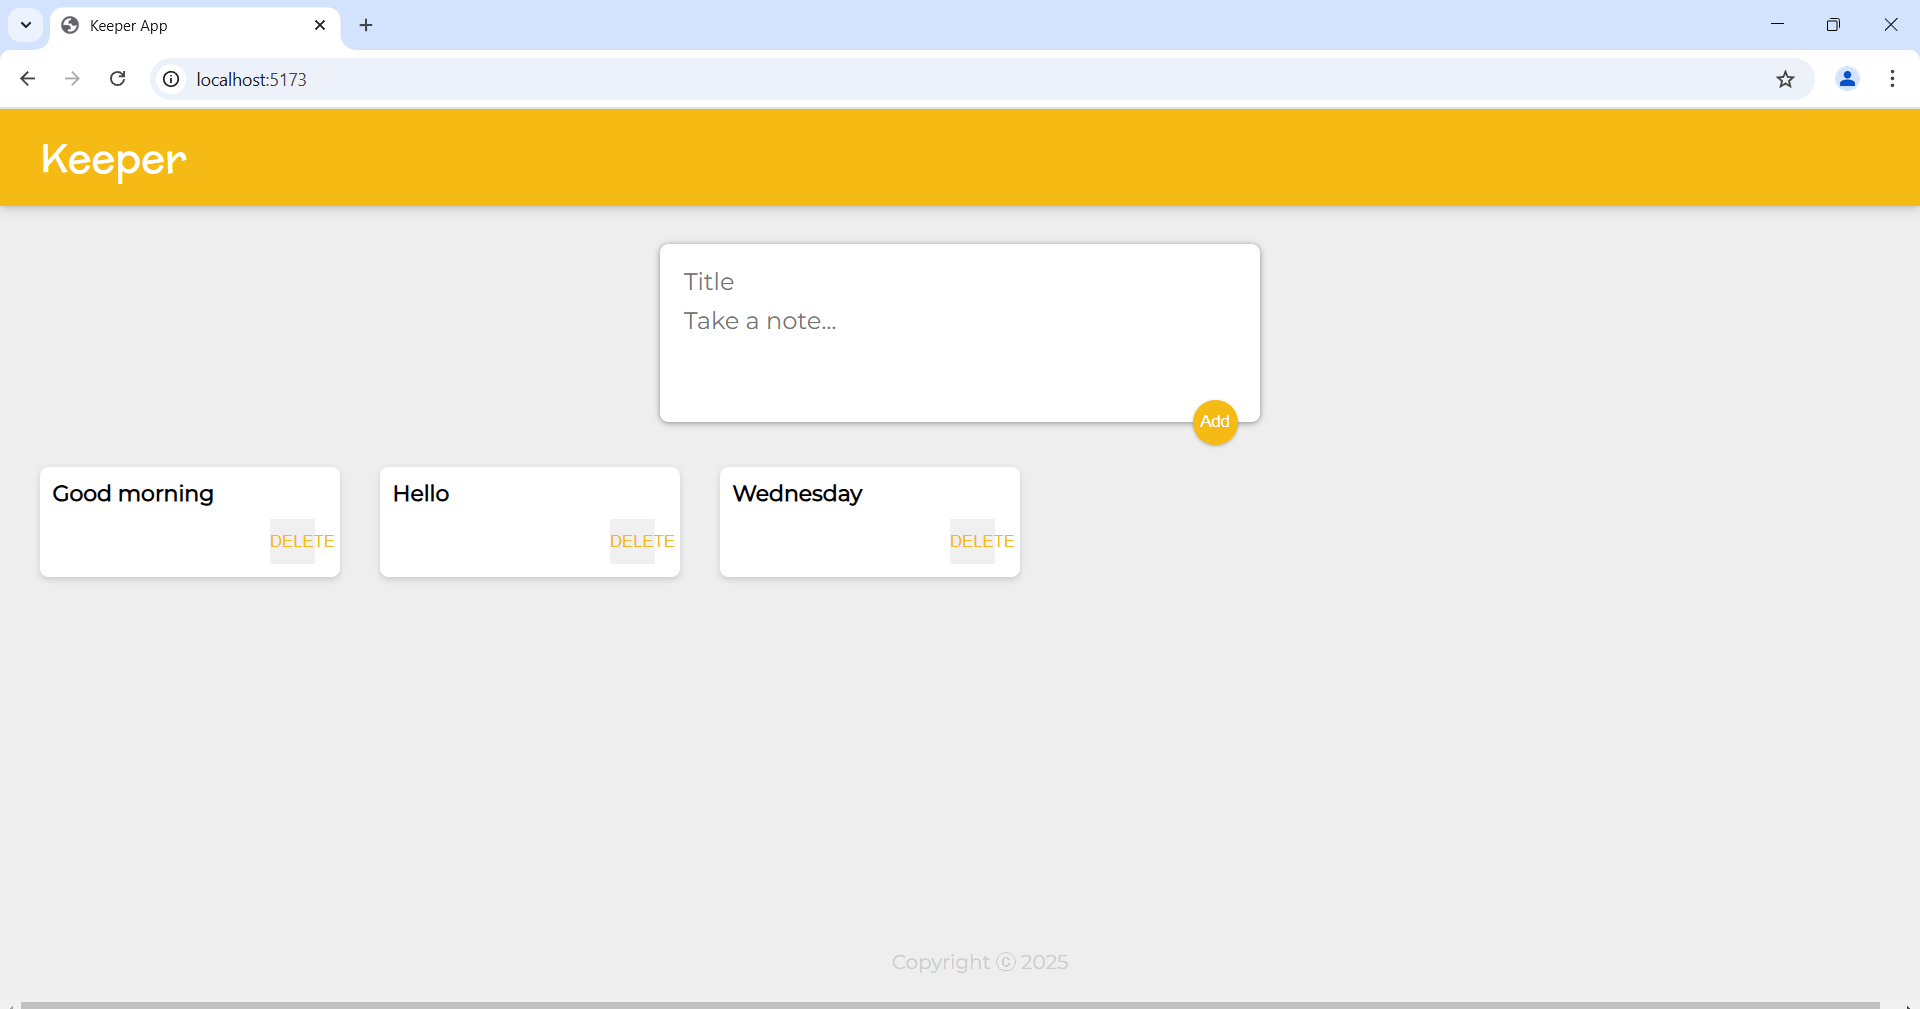 Keeper App
localhost:5173
Keeper
Title
Take a note...
Add
Good morning
DELETE
Hello
DELETE
Wednesday
DELETE
Copyright ⓒ 2025